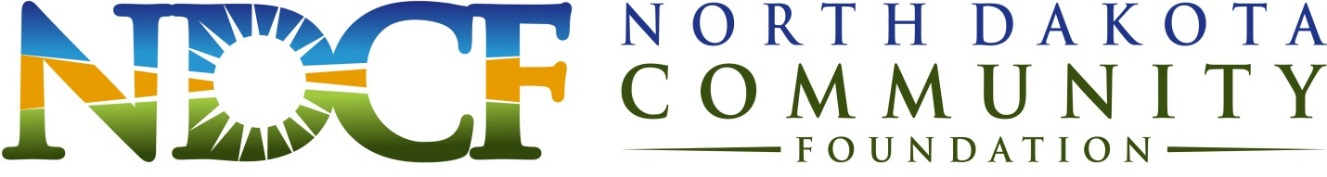 NDCF
NORTH DAKOTA
COMMUNITY
FOUNDATION